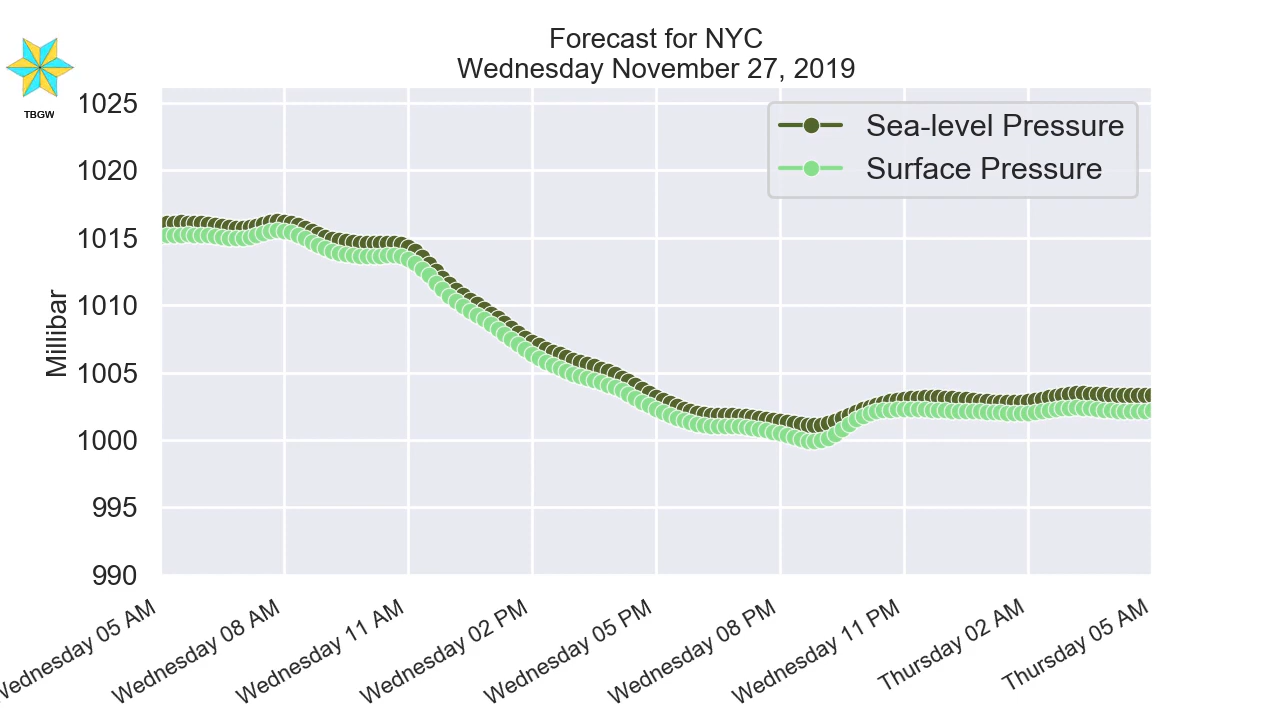 Forecast for NYC
Wednesday November 27, 2019
TBGW
Sea-level Pressure
Surface Pressure
Millibar
1025
1020
1015
1010
1005
1000
995
990
Wednesday 05 AM
Wednesday 08 AM
Wednesday 11 AM
Wednesday 02 PM
Wednesday 05 PM
Wednesday 08 PM
Wednesday 11 PM
Thursday 02 AM
Thursday 05 AM